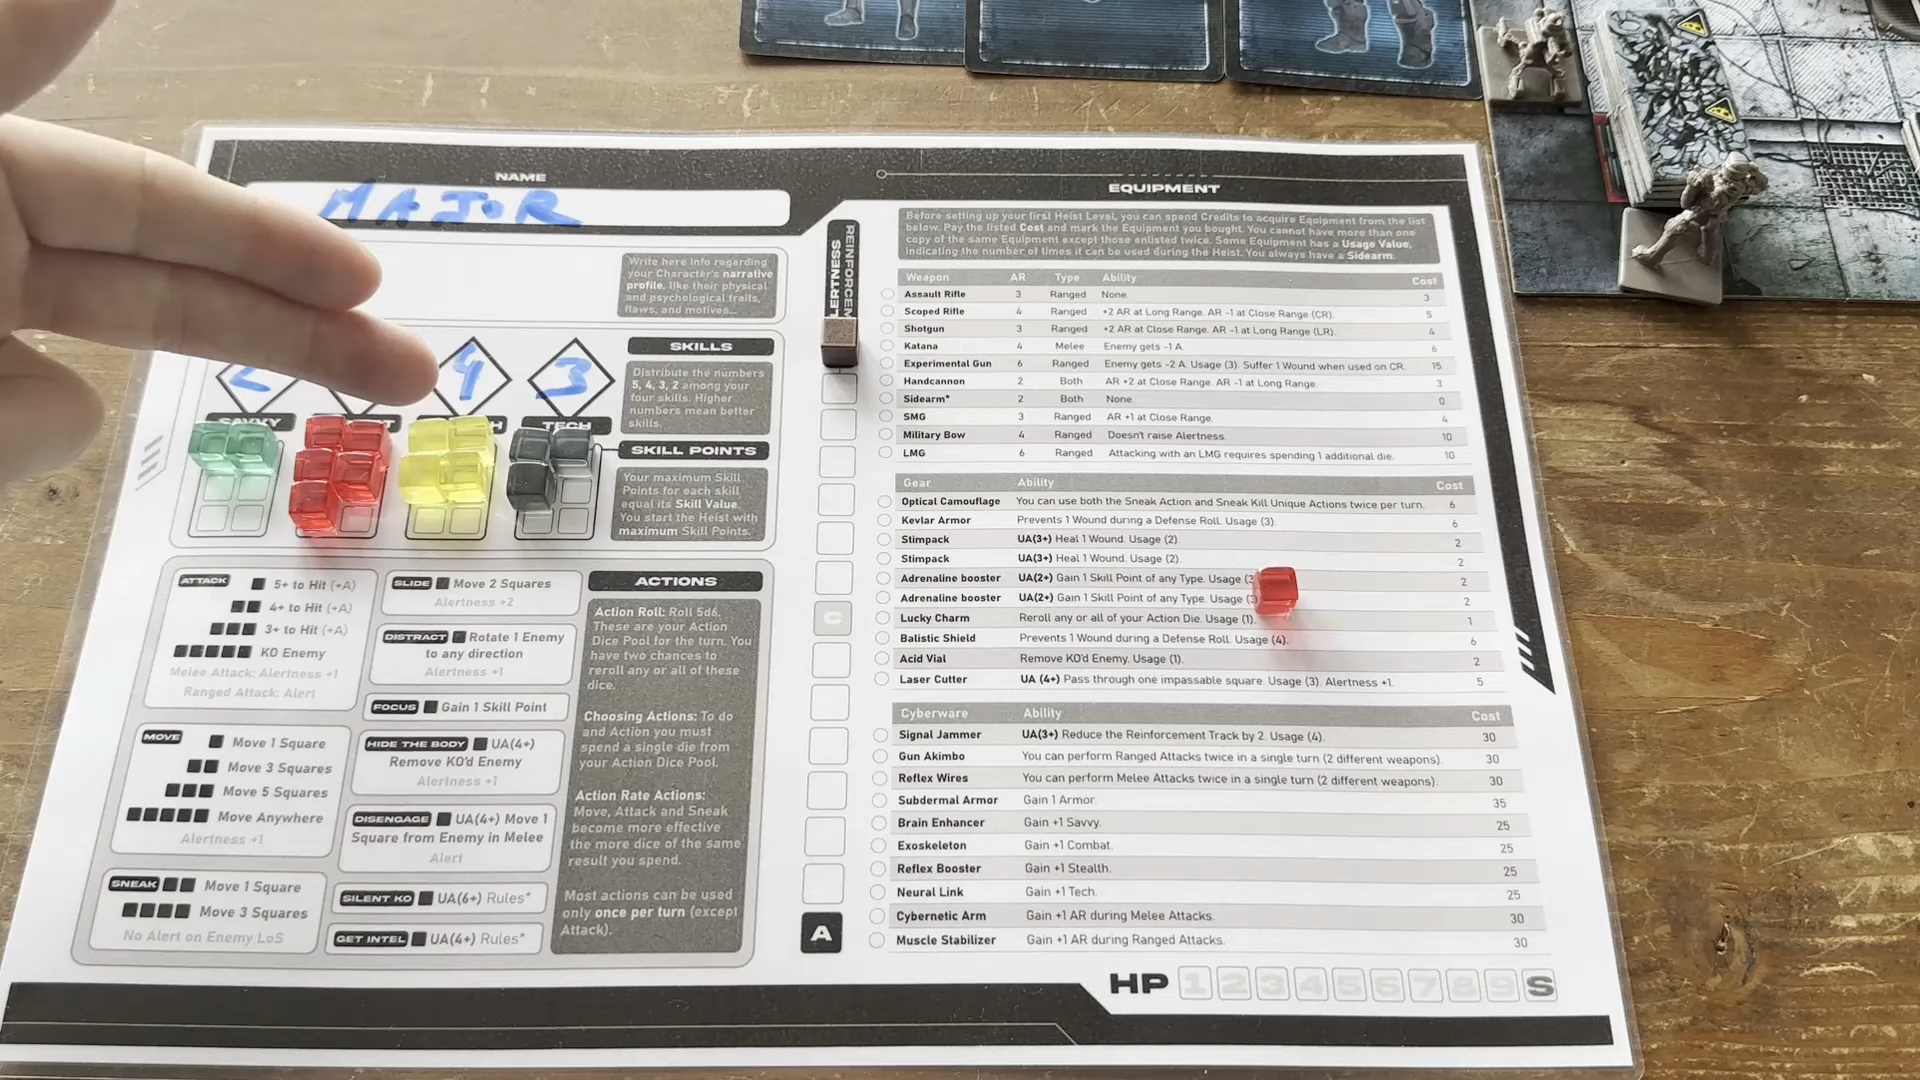 NAME
MAJOR
Write here info regarding
your Character's narrative
profile, like their physical
and psychological traits,
flaws, and motives...
2
4
3
SKILLS
Distribute the numbers
5, 4, 3, 2 among your
four skills. Higher
numbers mean better
skills.
SAVVY
TECH
SKILL POINTS
Your maximum Skill
Points for each skill
equal its Skill Value.
You start the Heist with
maximum Skill Points.
ATTACK
5+ to Hit (+A)
4+ to Hit (+A)
3+ to Hit (+A)
KO Enemy
Melee Attack: Alertness +1
Ranged Attack: Alert
MOVE
Move 1 Square
Move 3 Squares
Move 5 Squares
Move Anywhere
Alertness +1
SNEAK Move 1 Square
Move 3 Squares
No Alert on Enemy LoS
SLIDE Move 2 Squares
Alertness +2
DISTRACT Rotate 1 Enemy
to any direction
Alertness +1
FOCUS Gain 1 Skill Point
HIDE THE BODY UA(4+)
Remove KO'd Enemy
Alertness +1
DISENGAGE UA(4+) Move 1
Square from Enemy in Melee
Alert
SILENT KO UA(6+) Rules*
GET INTEL UA(4+) Rules*
ACTIONS
Action Roll: Roll 5d6.
These are your Action
Dice Pool for the turn. You
have two chances to
reroll any or all of these
dice.
Choosing Actions: To do
and Action you must
spend a single die from
your Action Dice Pool.
Action Rate Actions:
Move, Attack and Sneak
become more effective
the more dice of the same
result you spend.
Most actions can be used
only once per turn (except
Attack).
C
A
EQUIPMENT
Before setting up your first Heist Level, you can spend Credits to acquire Equipment from the list
below. Pay the listed Cost and mark the Equipment you bought. You cannot have more than one
copy of the same Equipment except those enlisted twice. Some Equipment has a Usage Value,
indicating the number of times it can be used during the Heist. You always have a Sidearm.
Weapon AR Type Ability Cost
Assault Rifle 3 Ranged None. 3
Scoped Rifle 4 Ranged +2 AR at Long Range. AR -1 at Close Range (CR). 5
Shotgun 3 Ranged +2 AR at Close Range. AR -1 at Long Range (LR). 4
Katana 4 Melee Enemy gets -1 A. 6
Experimental Gun 6 Ranged Enemy gets -2 A. Usage (3). Suffer 1 Wound when used on CR. 15
Handcannon 2 Both AR +2 at Close Range. AR -1 at Long Range. 3
Sidearm* 2 Both None. 0
SMG 3 Ranged AR +1 at Close Range. 4
Military Bow 4 Ranged Doesn't raise Alertness. 10
LMG 6 Ranged Attacking with an LMG requires spending 1 additional die. 10
Gear Ability Cost
Optical Camouflage You can use both the Sneak Action and Sneak Kill Unique Actions twice per turn. 6
Kevlar Armor Prevents 1 Wound during a Defense Roll. Usage (3). 6
Stimpack UA(3+) Heal 1 Wound. Usage (2). 2
Stimpack UA(3+) Heal 1 Wound. Usage (2). 2
Adrenaline booster UA(2+) Gain 1 Skill Point of any Type. Usage (3 2
Adrenaline booster UA(2+) Gain 1 Skill Point of any Type. Usage (3) 2
Lucky Charm Reroll any or all of your Action Die. Usage (1). 1
Balistic Shield Prevents 1 Wound during a Defense Roll. Usage (4). 6
Acid Vial Remove KO'd Enemy. Usage (1). 2
Laser Cutter UA (4+) Pass through one impassable square. Usage (3). Alertness +1. 5
Cyberware Ability Cost
Signal Jammer UA(3+) Reduce the Reinforcement Track by 2. Usage (4). 30
Gun Akimbo You can perform Ranged Attacks twice in a single turn (2 different weapons). 30
Reflex Wires You can perform Melee Attacks twice in a single turn (2 different weapons). 30
Subdermal Armor Gain 1 Armor. 35
Brain Enhancer Gain +1 Savvy. 25
Exoskeleton Gain +1 Combat. 25
Reflex Booster Gain +1 Stealth. 25
Neural Link Gain +1 Tech. 25
Cybernetic Arm Gain +1 AR during Melee Attacks. 30
Muscle Stabilizer Gain +1 AR during Ranged Attacks. 30
HP 1 2 3 4 5 6 7 8 9 S